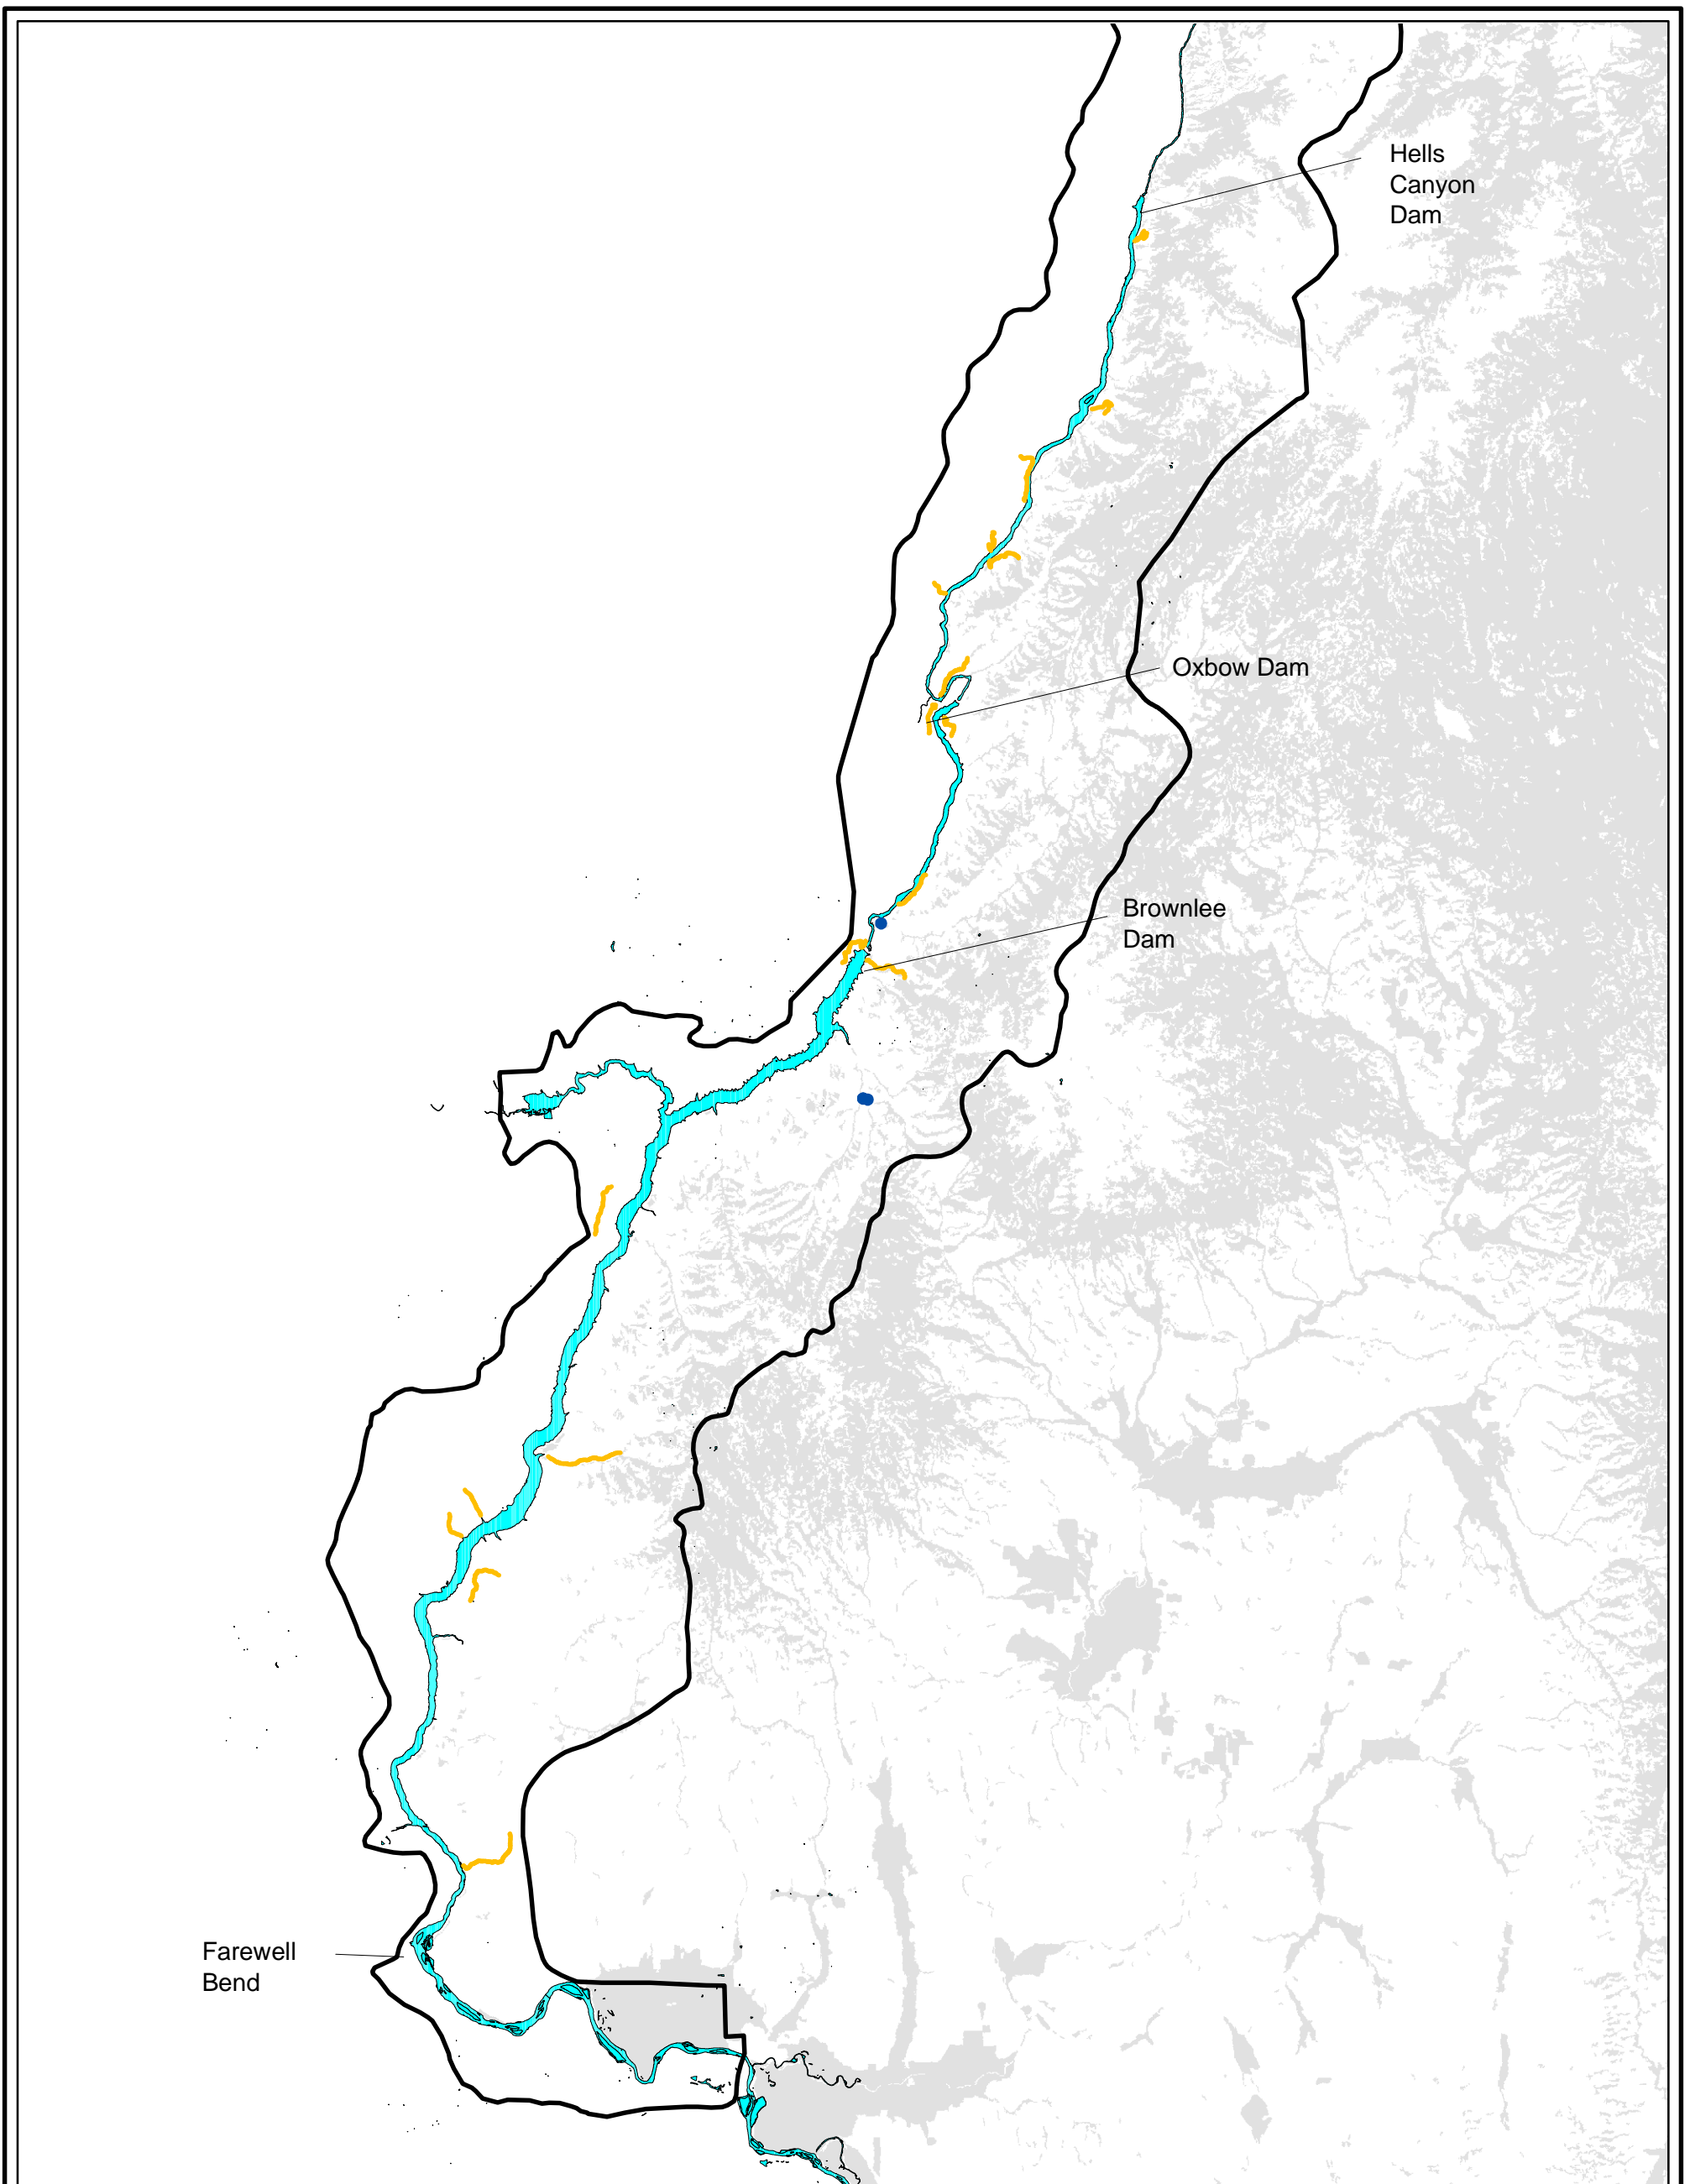 Hells
Canyon
Dam
Oxbow Dam
Brownlee
Dam
Farewell
Bend